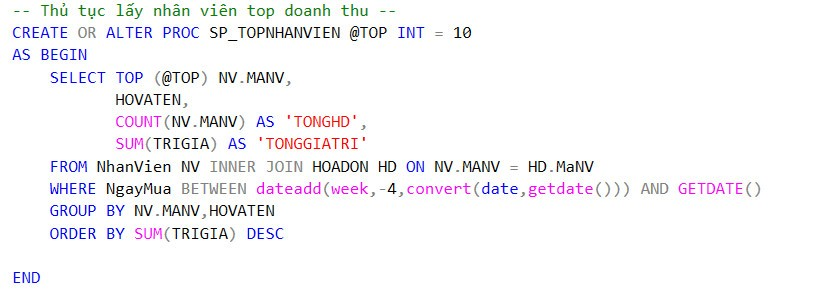 -- Thủ tục lấy nhân viên top doanh thu --
CREATE OR ALTER PROC SP_TOPNHANVIEN @TOP INT = 10
AS BEGIN
    SELECT TOP (@TOP) NV.MANV,
           HOVATEN,
           COUNT(NV.MANV) AS 'TONGHD',
           SUM(TRIGIA) AS 'TONGGIATRI'
    FROM NhanVien NV INNER JOIN HOADON HD ON NV.MANV = HD.MaNV
    WHERE NgayMua BETWEEN dateadd(week,-4,convert(date,getdate())) AND GETDATE()
    GROUP BY NV.MANV,HOVATEN
    ORDER BY SUM(TRIGIA) DESC
END